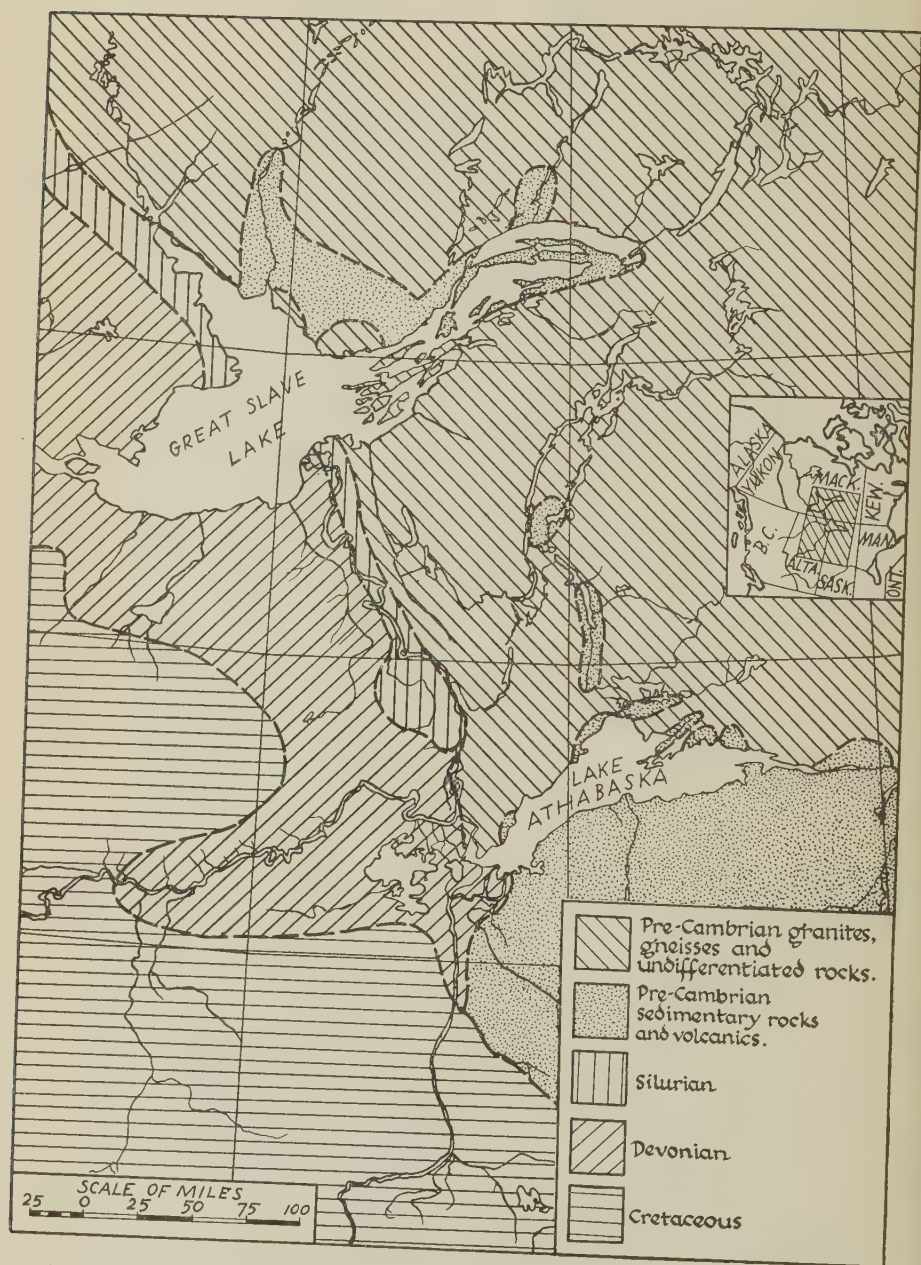 GREAT SLAVE
LAKE
ALASKA
YUKON
MACK.
KEW.
B.C.
MAN.
ALTA.
SASK.
ONT.
LAKE
ATHABASKA
Pre-Cambrian granites,
gneisses and
undifferentiated rocks.
Pre-Cambrian
sedimentary rocks
and volcanics.
Silurian
Devonian
Cretaceous
SCALE OF MILES
25 0 25 50 75 100